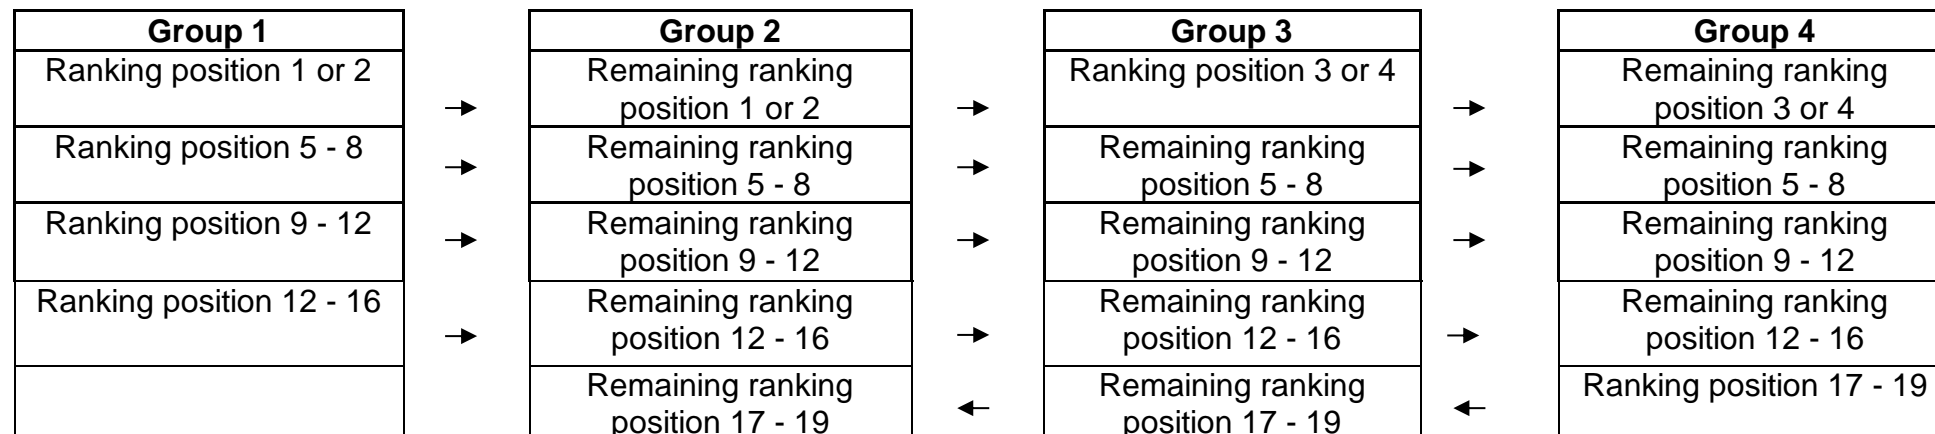 Group 1
Group 2
Group 3
Group 4
Ranking position 1 or 2
Remaining ranking
position 1 or 2
Ranking position 3 or 4
Remaining ranking
position 3 or 4
Ranking position 5 - 8
Remaining ranking
position 5 - 8
Remaining ranking
position 5 - 8
Remaining ranking
position 5 - 8
Ranking position 9 - 12
Remaining ranking
position 9 - 12
Remaining ranking
position 9 - 12
Remaining ranking
position 9 - 12
Ranking position 12 - 16
Remaining ranking
position 12 - 16
Remaining ranking
position 12 - 16
Remaining ranking
position 12 - 16
Remaining ranking
position 17 - 19
Remaining ranking
position 17 - 19
Ranking position 17 - 19